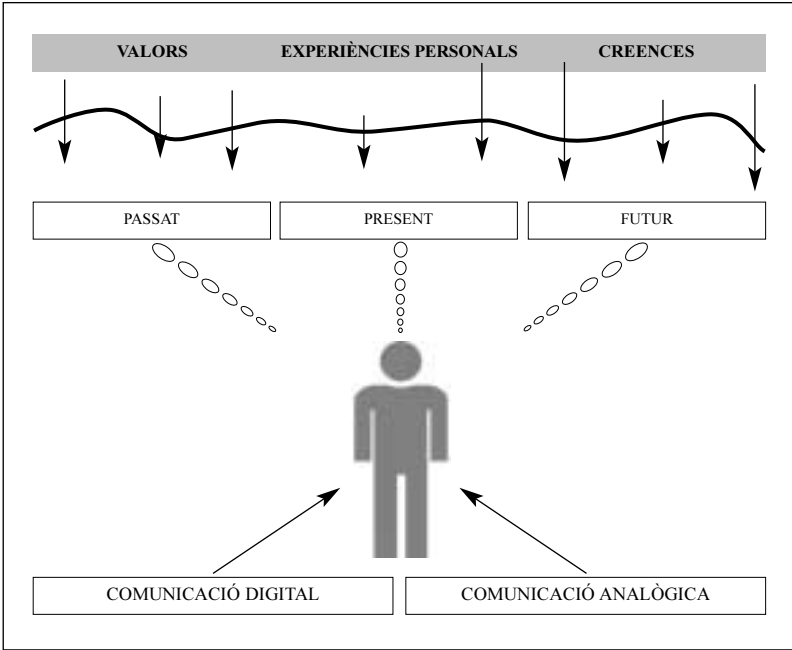 VALORS EXPERIÈNCIES PERSONALS CREENCES
PASSAT PRESENT FUTUR
COMUNICACIÓ DIGITAL COMUNICACIÓ ANALÒGICA